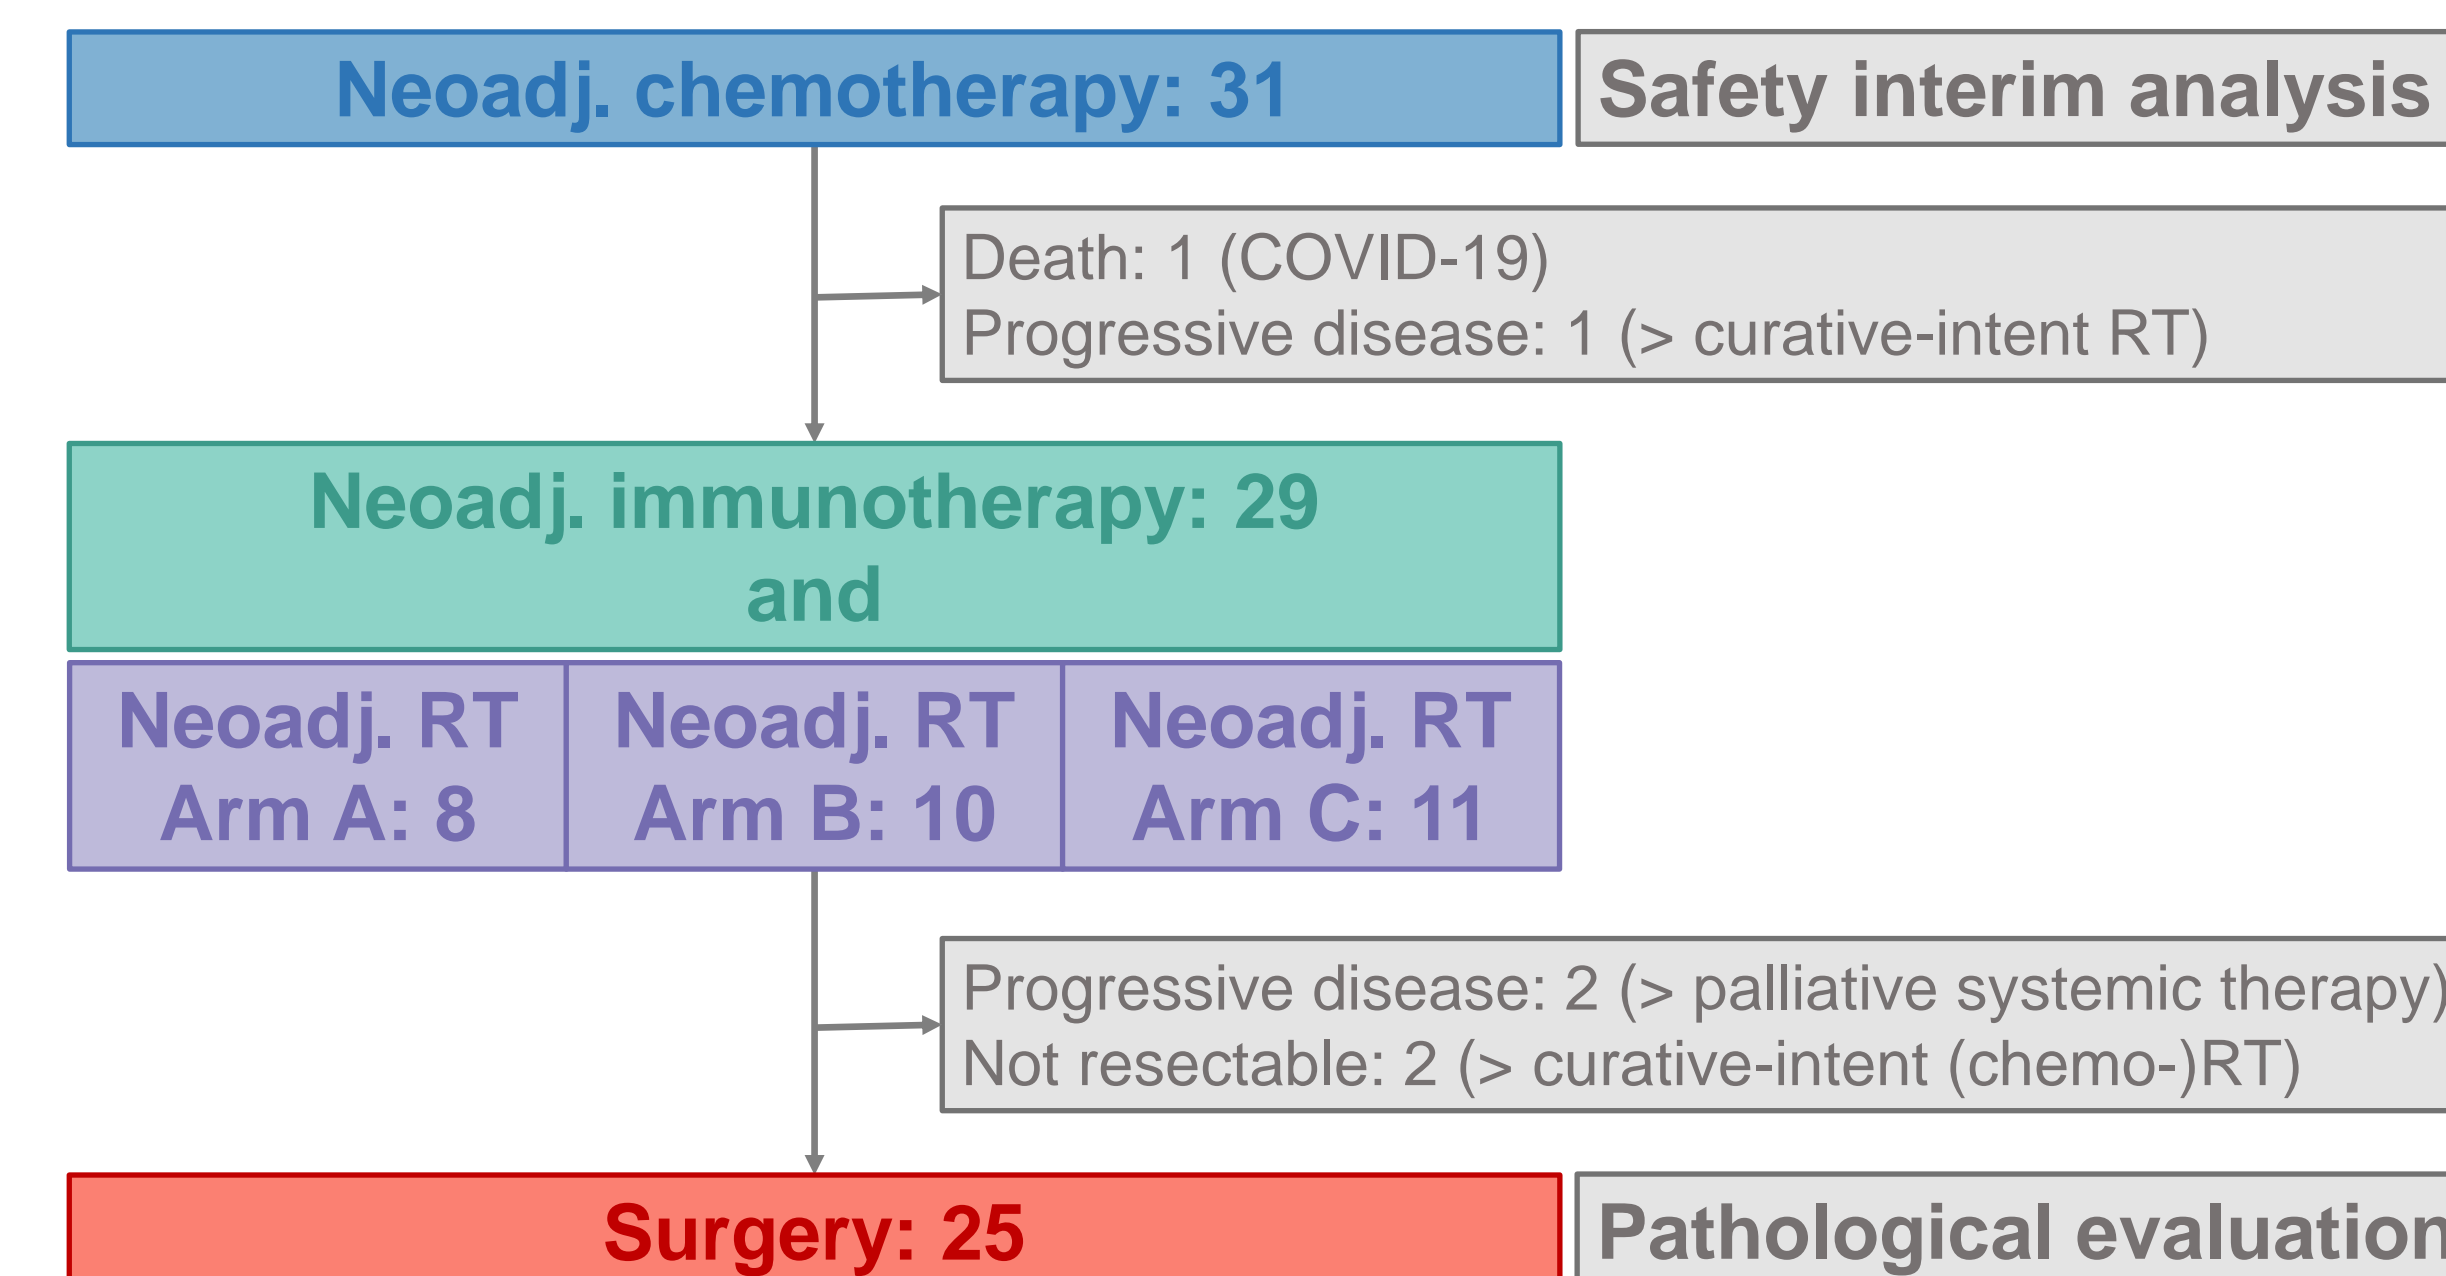 Neoadj. chemotherapy: 31
Safety interim analysis
Death: 1 (COVID-19)
Progressive disease: 1 (> curative-intent RT)
Neoadj. immunotherapy: 29
and
Neoadj. RT
Arm A: 8
Neoadj. RT
Arm B: 10
Neoadj. RT
Arm C: 11
Progressive disease: 2 (> palliative systemic therapy)
Not resectable: 2 (> curative-intent (chemo-)RT)
Surgery: 25
Pathological evaluation